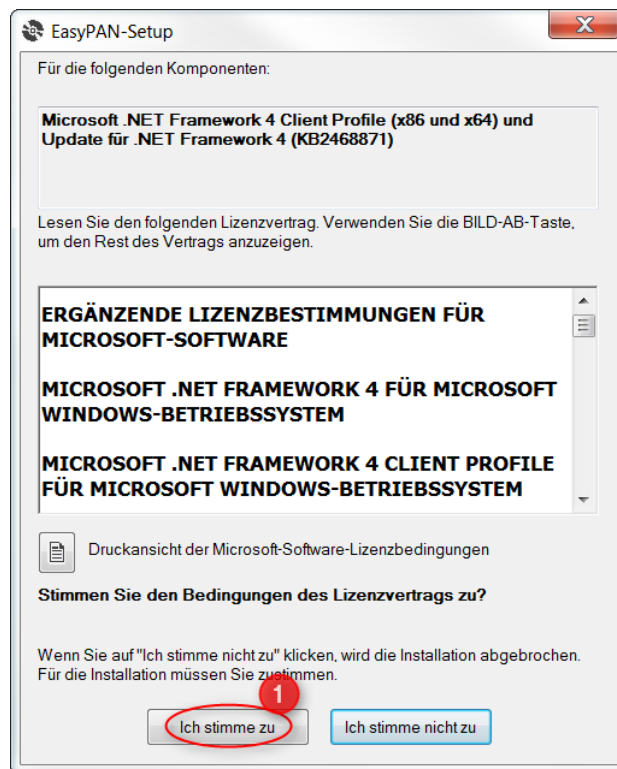 EasyPAN-Setup
Für die folgenden Komponenten:
Microsoft .NET Framework 4 Client Profile (x86 und x64) und
Update für .NET Framework 4 (KB2468871)
Lesen Sie den folgenden Lizenzvertrag. Verwenden Sie die BILD-AB-Taste,
um den Rest des Vertrags anzuzeigen.
ERGÄNZENDE LIZENZBESTIMMUNGEN FÜR
MICROSOFT-SOFTWARE
MICROSOFT .NET FRAMEWORK 4 FÜR MICROSOFT
WINDOWS-BETRIEBSSYSTEM
MICROSOFT .NET FRAMEWORK 4 CLIENT PROFILE
FÜR MICROSOFT WINDOWS-BETRIEBSSYSTEM
Druckansicht der Microsoft-Software-Lizenzbedingungen
Stimmen Sie den Bedingungen des Lizenzvertrags zu?
Wenn Sie auf "Ich stimme nicht zu" klicken, wird die Installation abgebrochen.
Für die Installation müssen Sie zustimmen.
1
Ich stimme zu
Ich stimme nicht zu